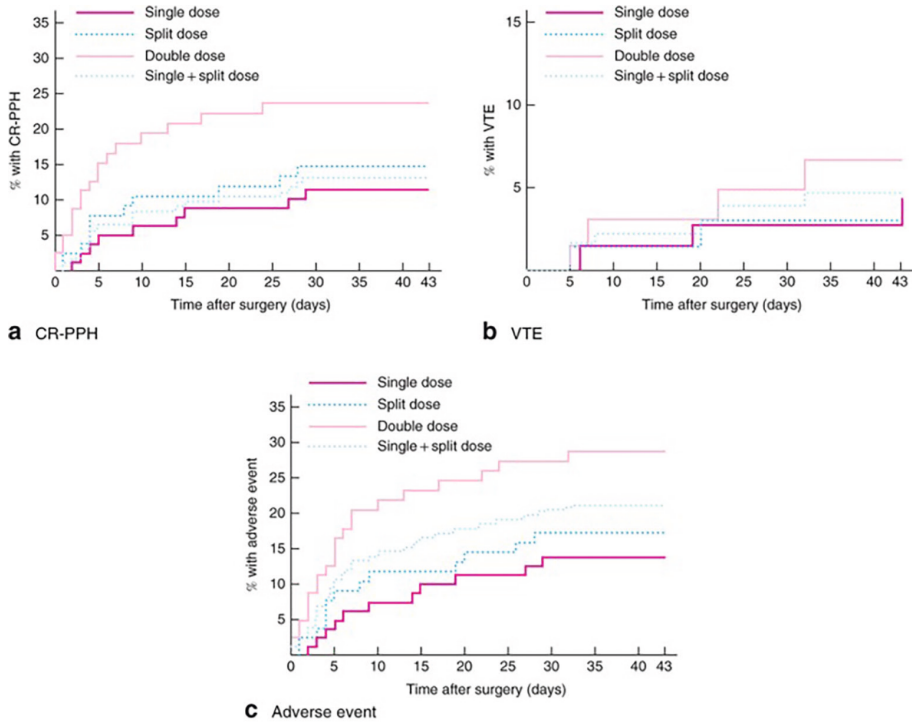 35
30
25
20
15
10
5
% with CR-PPH
Single dose
Split dose
Double dose
Single + split dose
0 5 10 15 20 25 30 35 40 43
Time after surgery (days)
a CR-PPH
15
10
5
% with VTE
Single dose
Split dose
Double dose
Single + split dose
0 5 10 15 20 25 30 35 40 43
Time after surgery (days)
b VTE
35
30
25
20
15
10
5
% with adverse event
Single dose
Split dose
Double dose
Single + split dose
0 5 10 15 20 25 30 35 40 43
Time after surgery (days)
c Adverse event